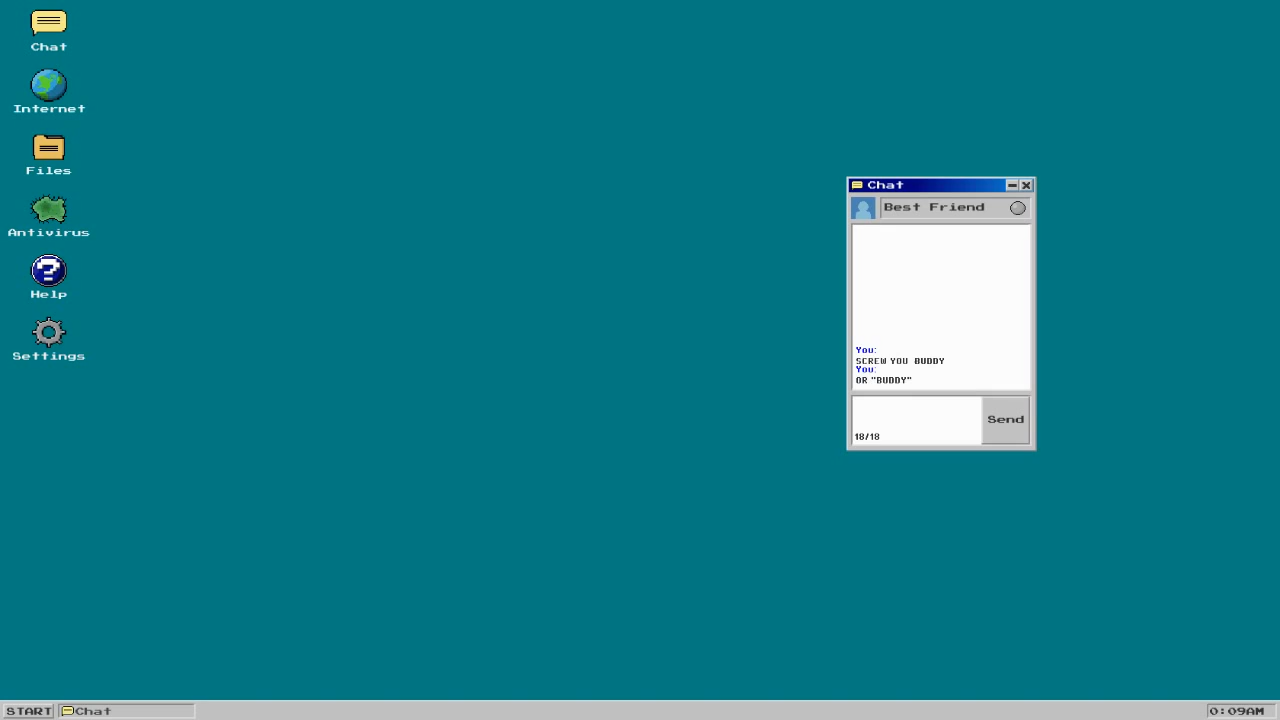 Chat
Internet
Files
Antivirus
Help
Settings
Chat
Best Friend
You:
SCREW YOU BUDDY
You:
OR "BUDDY"
18/18
Send
START
Chat
0:09AM